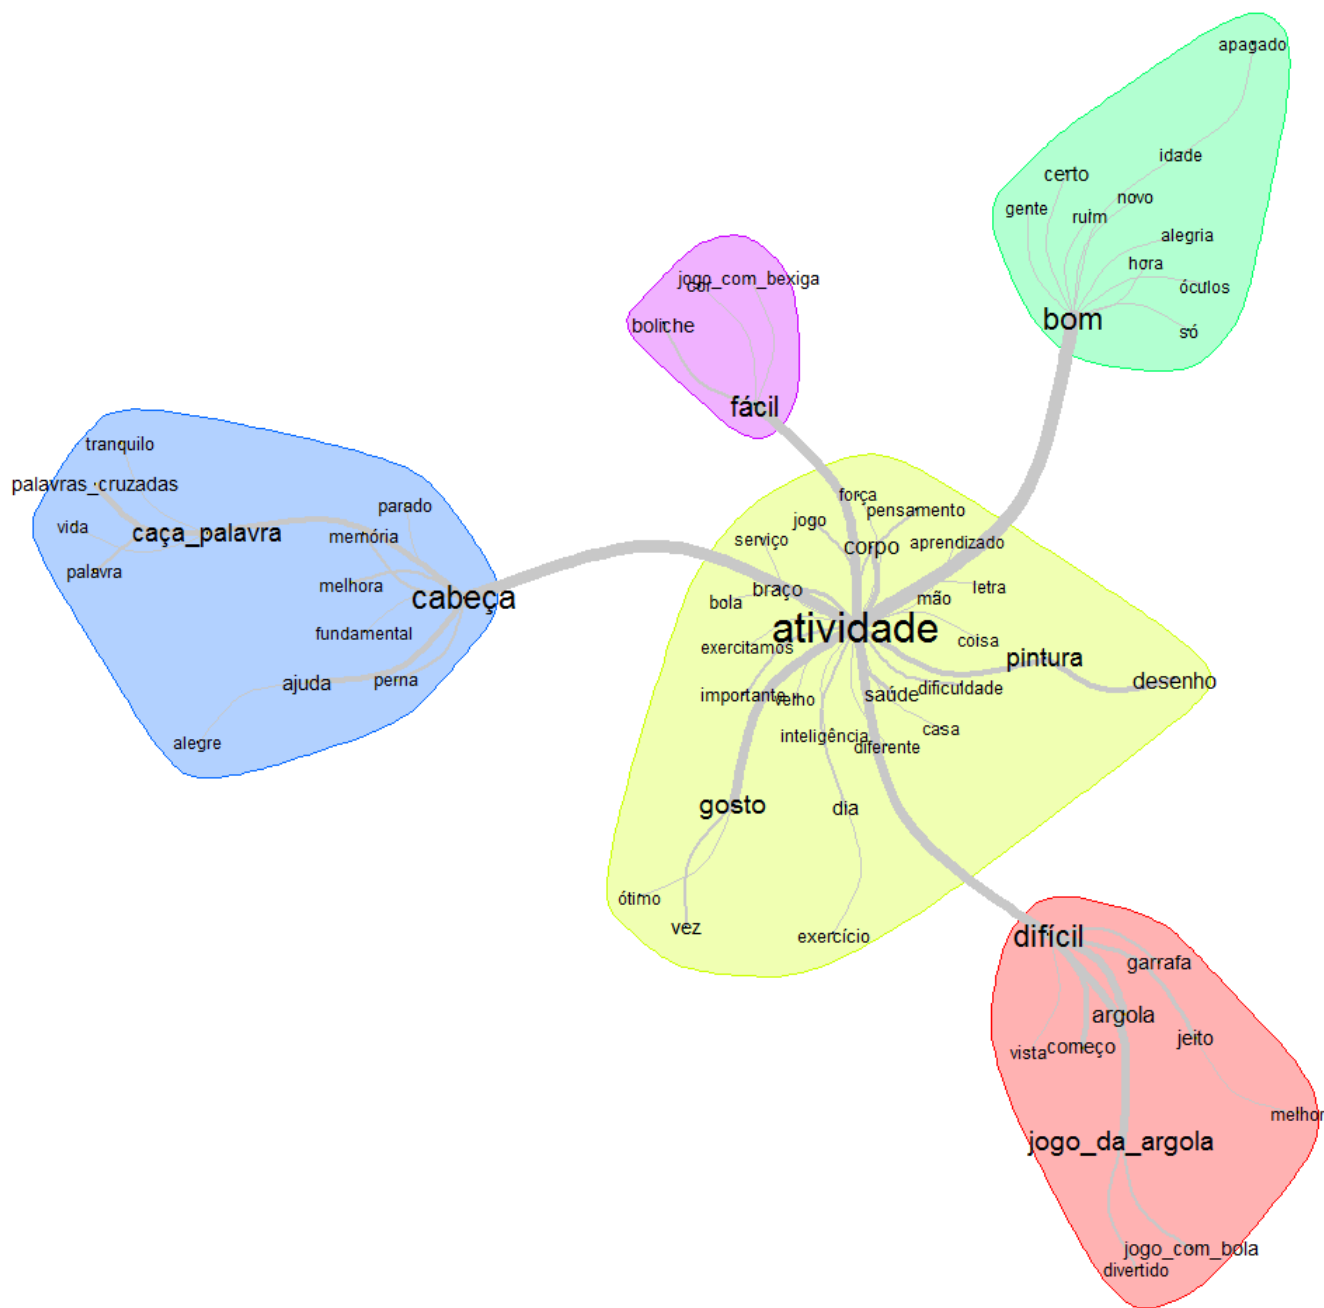 apagado
idade
certo
novo
gente
ruim
alegria
hora
óculos
bom
só
jogo_com_bexiga
cor
boliche
fácil
tranquilo
palavras_cruzadas
parado
vida
caça_palavra
memória
palavra
melhora
cabeça
fundamental
ajuda
perna
alegre
força
pensamento
jogo
serviço
corpo
aprendizado
braço
letra
bola
mão
atividade
coisa
exercitamos
pintura
desenho
importante
velho
saúde
dificuldade
inteligência
casa
diferente
gosto
dia
ótimo
vez
exercício
difícil
garrafa
argola
jeito
vista
começo
melhor
jogo_da_argola
jogo_com_bola
divertido